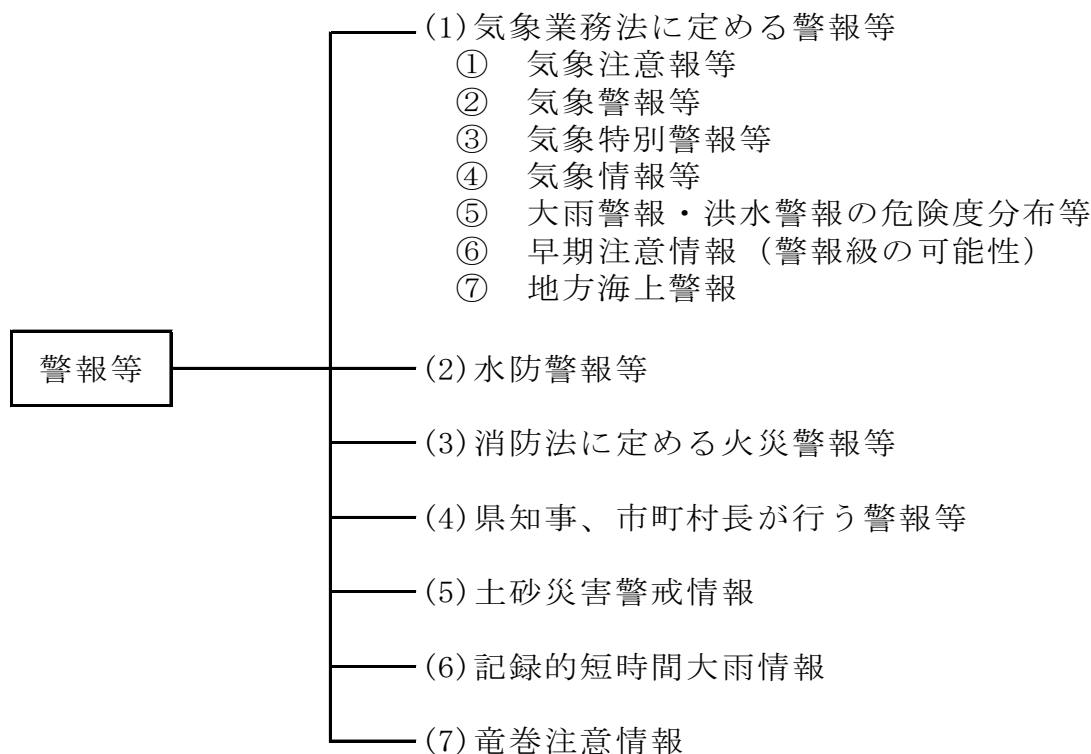 (1)気象業務法に定める警報等
① 気象注意報等
② 気象警報等
③ 気象特別警報等
④ 気象情報等
⑤ 大雨警報・洪水警報の危険度分布等
⑥ 早期注意情報（警報級の可能性）
⑦ 地方海上警報
警報等
(2)水防警報等
(3)消防法に定める火災警報等
(4)県知事、市町村長が行う警報等
(5)土砂災害警戒情報
(6)記録的短時間大雨情報
(7)竜巻注意情報